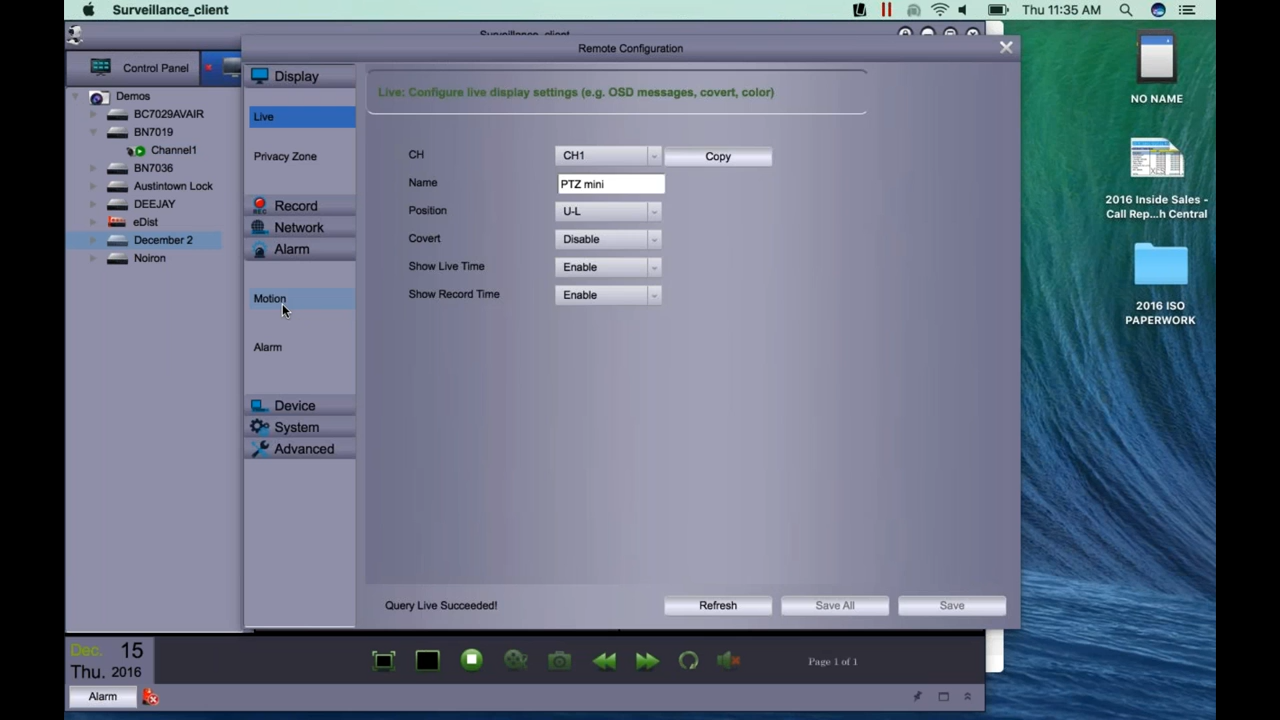 Surveillance_client
Thu 11:35 AM
Surveillance_client
Remote Configuration
Control Panel
Demos
BC7029AVAIR
BN7019
Channel1
BN7036
Austintown Lock
DEEJAY
eDist
December 2
Noiron
Display
Live
Privacy Zone
Record
Network
Alarm
Motion
Alarm
Device
System
Advanced
Live: Configure live display settings (e.g. OSD messages, covert, color)
CH
CH1
Copy
Name
PTZ mini
Position
U-L
Covert
Disable
Show Live Time
Enable
Show Record Time
Enable
Query Live Succeeded!
Refresh
Save All
Save
NO NAME
2016 Inside Sales -
Call Rep...h Central
2016 ISO
PAPERWORK
Dec. 15
Thu. 2016
Page 1 of 1
Alarm